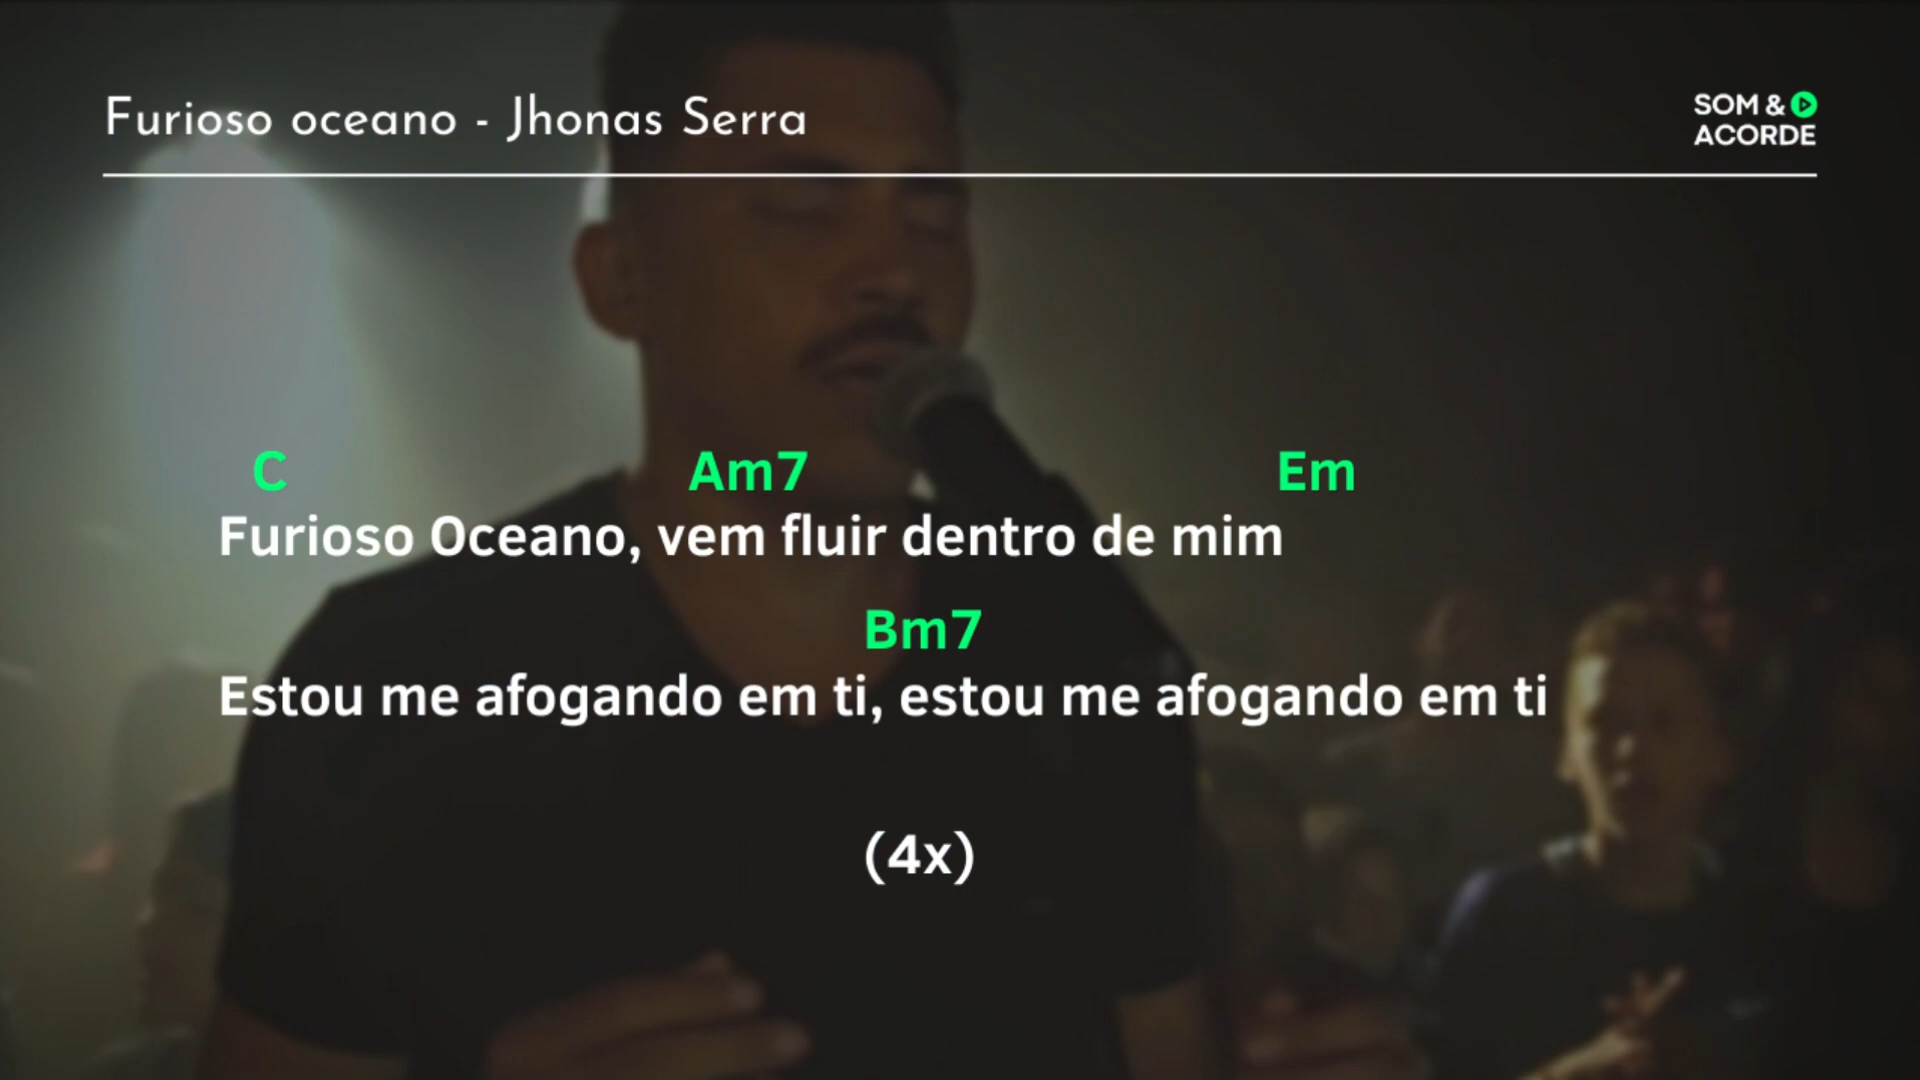 Furioso oceano - Jhonas Serra
SOM &
ACORDE
C Am7 Em
Furioso Oceano, vem fluir dentro de mim
Bm7
Estou me afogando em ti, estou me afogando em ti
(4x)